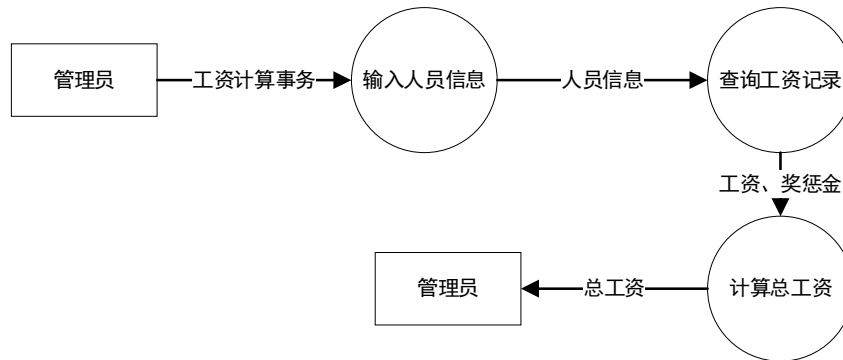 管理员
工资计算事务
输入人员信息
人员信息
查询工资记录
工资、奖惩金
计算总工资
总工资
管理员